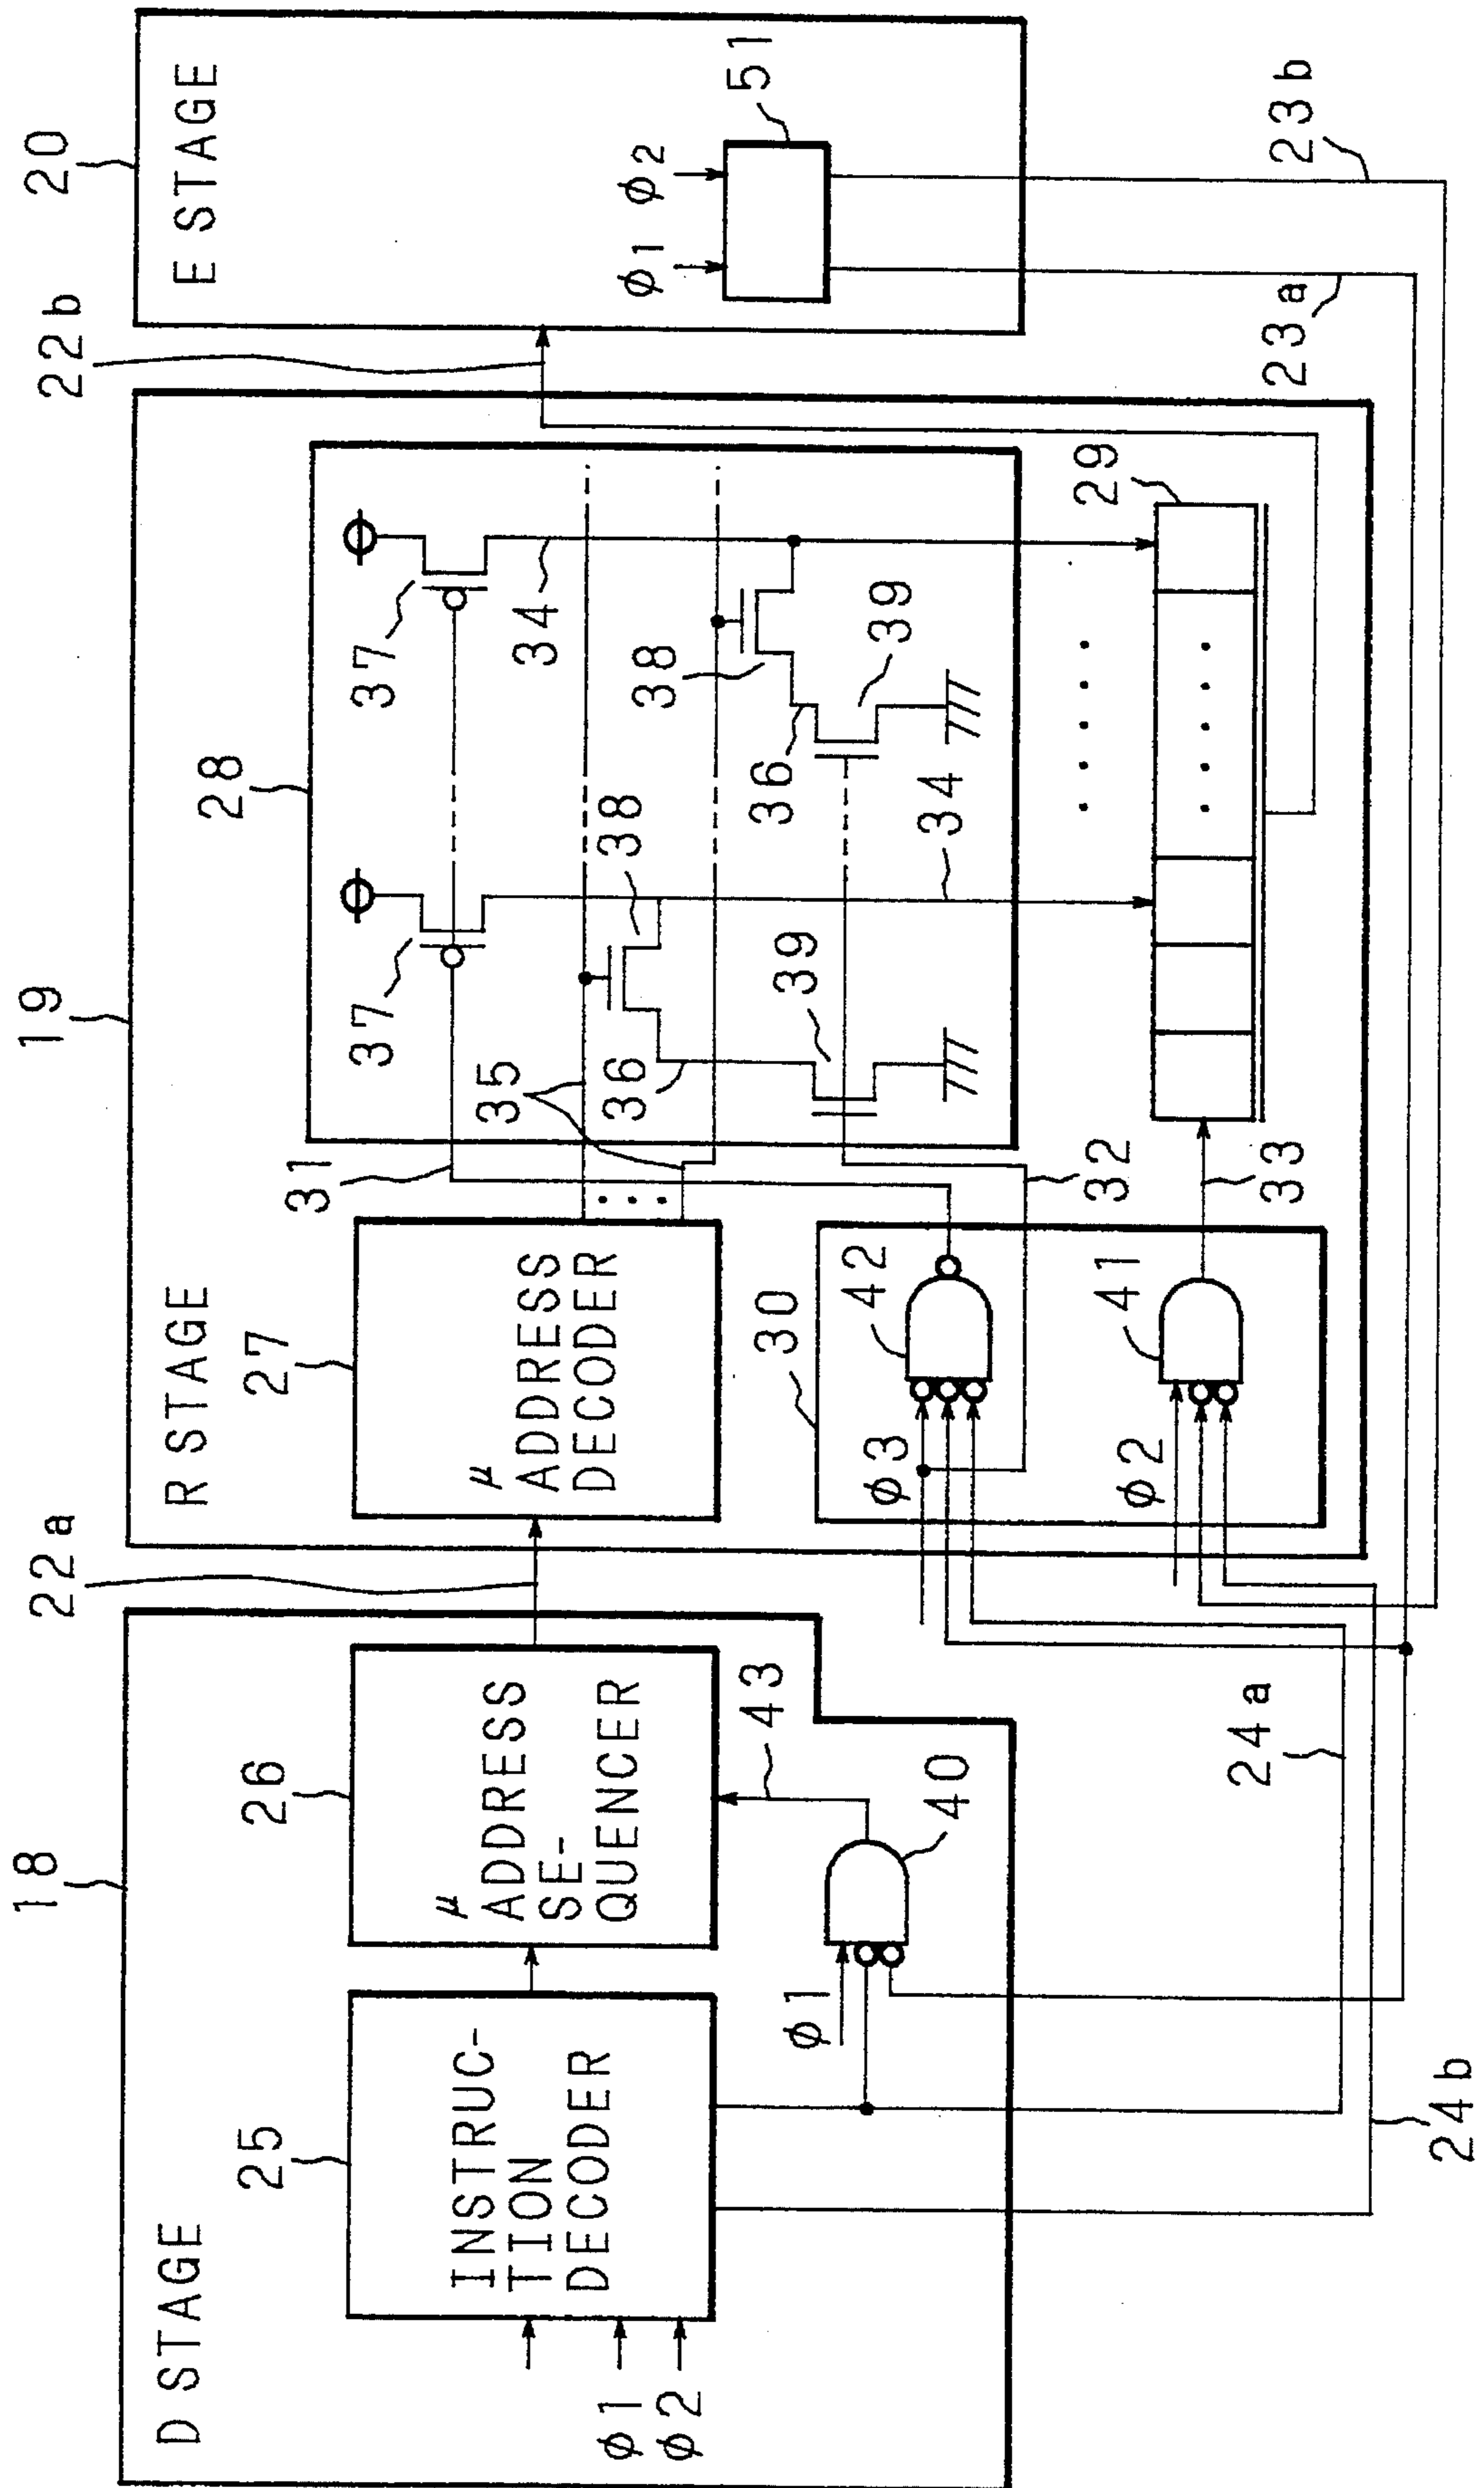 18
D STAGE
25
INSTRUC-
TION
DECODER
φ1
φ2
26
μ
ADDRESS
SE-
QUENCER
43
φ1
40
22a
24a
24b
19
R STAGE
27
μ
ADDRESS
DECODER
31
35
30
φ3
42
32
φ2
41
33
28
37
37
34
38
38
36
36
39
39
34
29
22b
20
E STAGE
φ1
φ2
51
23a
23b